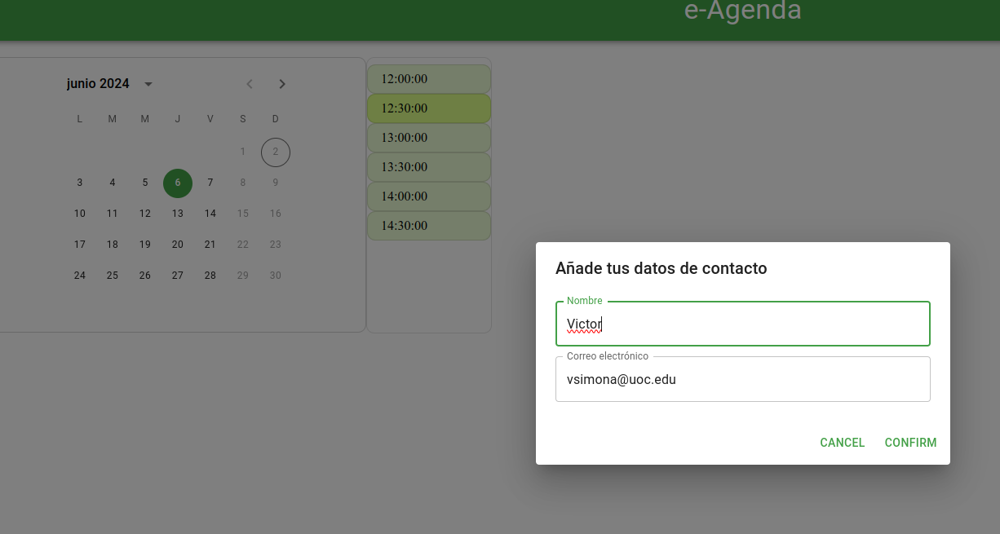 e-Agenda
junio 2024
L M M J V S D
1 2
3 4 5 6 7 8 9
10 11 12 13 14 15 16
17 18 19 20 21 22 23
24 25 26 27 28 29 30
12:00:00
12:30:00
13:00:00
13:30:00
14:00:00
14:30:00
Añade tus datos de contacto
Nombre
Victor
Correo electrónico
vsimona@uoc.edu
CANCEL CONFIRM